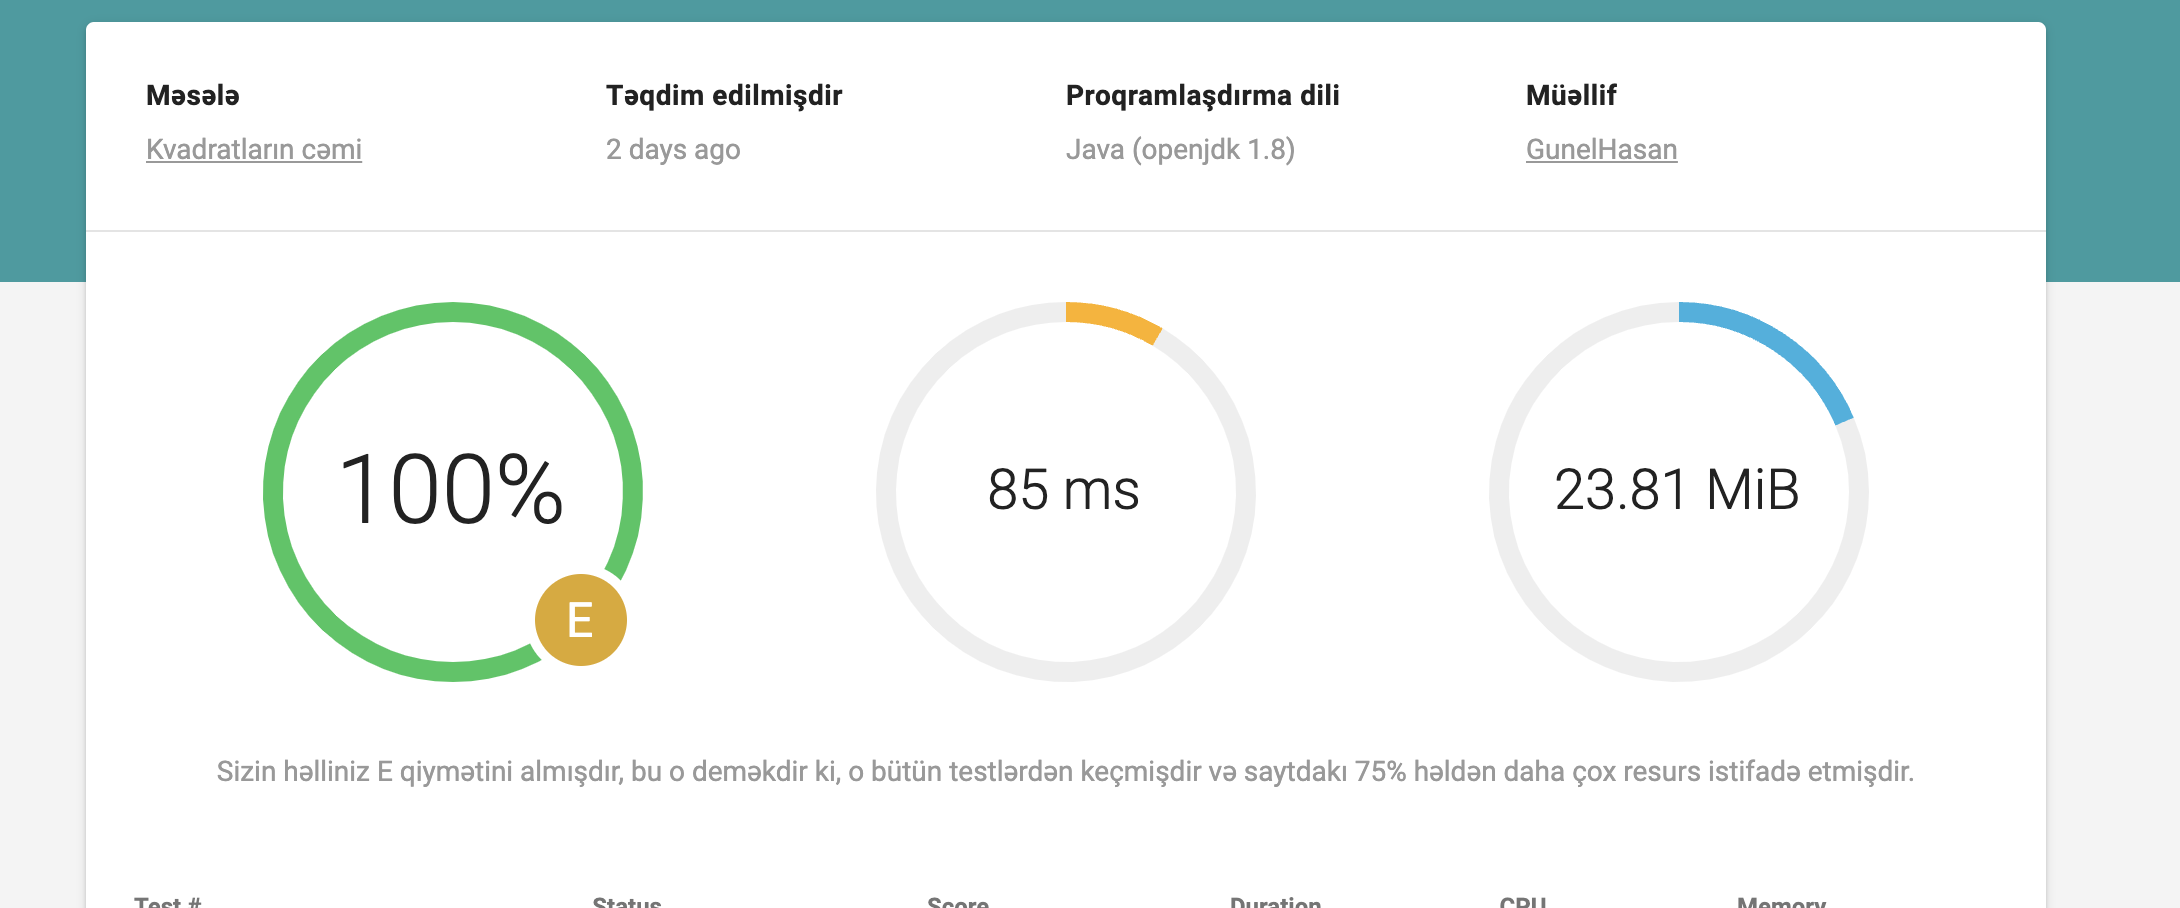 Məsələ
Təqdim edilmişdir
Proqramlaşdırma dili
Müəllif
Kvadratların cəmi
2 days ago
Java (openjdk 1.8)
GunelHasan
100%
E
85 ms
23.81 MiB
Sizin həlliniz E qiymətini almışdır, bu o deməkdir ki, o bütün testlərdən keçmişdir və saytdakı 75% həldən daha çox resurs istifadə etmişdir.
Test #
Status
Score
Duration
CPU
Memory